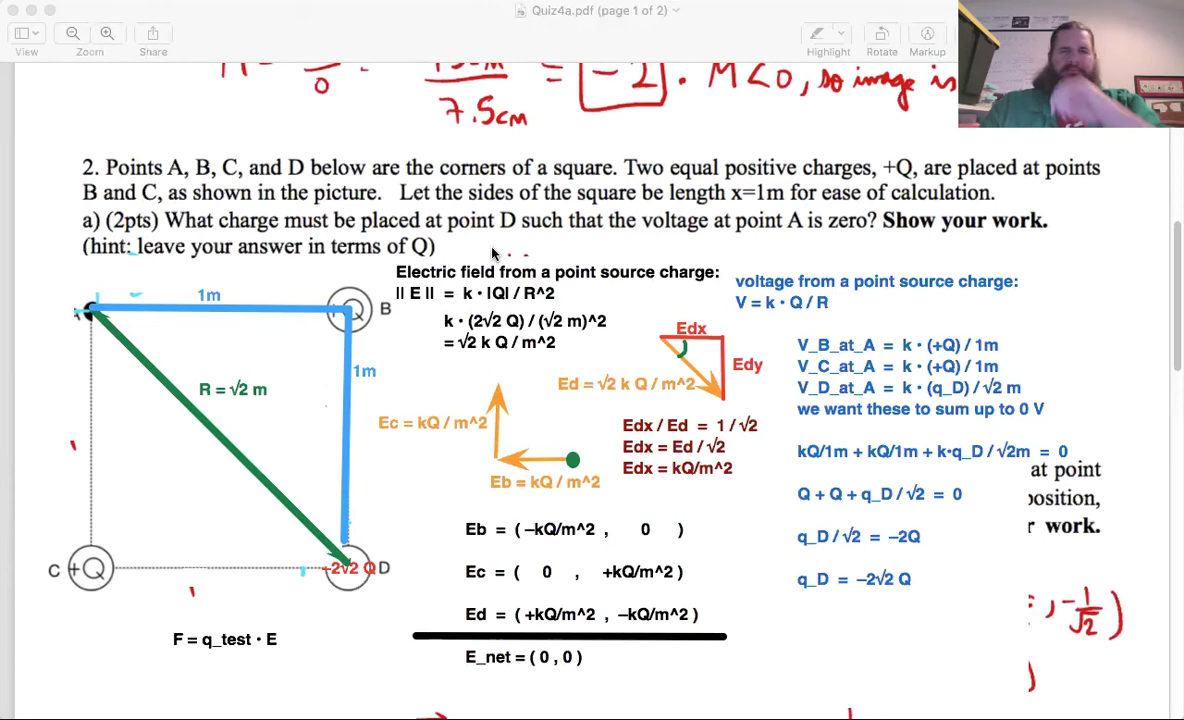 Quiz4a.pdf (page 1 of 2)
View
Zoom
Share
Highlight
Rotate
Markup
0
7.5cm
= -2 . M<0, so image is
2. Points A, B, C, and D below are the corners of a square. Two equal positive charges, +Q, are placed at points
B and C, as shown in the picture. Let the sides of the square be length x=1m for ease of calculation.
a) (2pts) What charge must be placed at point D such that the voltage at point A is zero? Show your work.
(hint: leave your answer in terms of Q)
Electric field from a point source charge:
|| E || = k • |Q| / R^2
k • (2√2 Q) / (√2 m)^2
= √2 k Q / m^2
voltage from a point source charge:
V = k • Q / R
1m
Q
B
1m
R = √2 m
C
+Q
-2√2 Q
D
F = q_test • E
Edx
Edy
Ed = √2 k Q / m^2
Ec = kQ / m^2
Eb = kQ / m^2
Edx / Ed = 1 / √2
Edx = Ed / √2
Edx = kQ/m^2
Eb = ( –kQ/m^2 , 0 )
Ec = ( 0 , +kQ/m^2 )
Ed = ( +kQ/m^2 , –kQ/m^2 )
E_net = ( 0 , 0 )
V_B_at_A = k • (+Q) / 1m
V_C_at_A = k • (+Q) / 1m
V_D_at_A = k • (q_D) / √2 m
we want these to sum up to 0 V
kQ/1m + kQ/1m + k•q_D / √2m = 0
Q + Q + q_D / √2 = 0
q_D / √2 = –2Q
q_D = –2√2 Q
at point
position,
r work.
, -1/√2 )
)